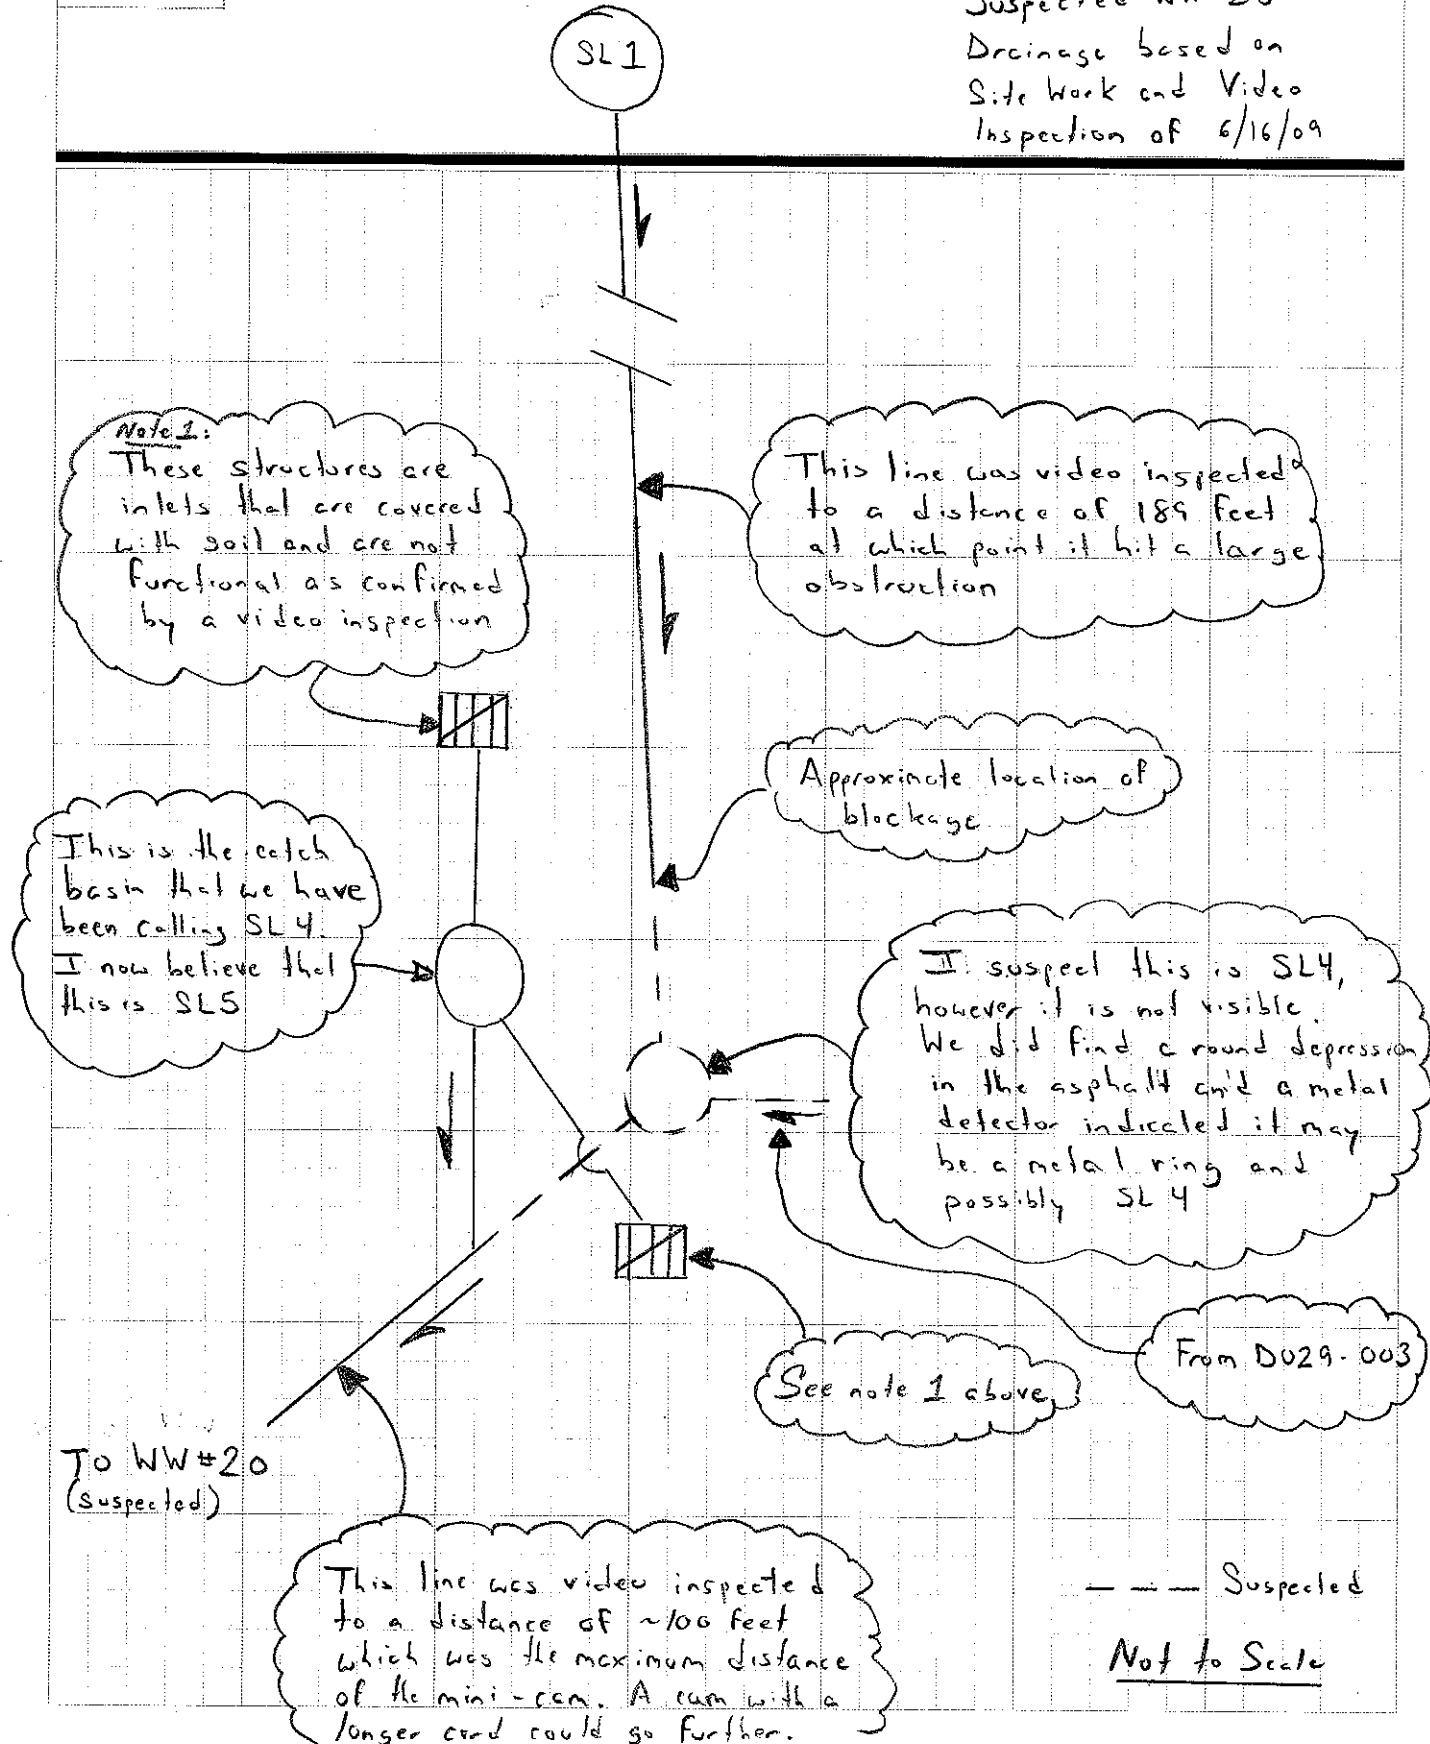 SL1
Suspected WW 20
Drainage based on
Site Work and Video
Inspection of 6/16/09
Note 1:
These structures are
inlets that are covered
with soil and are not
functional as confirmed
by a video inspection
This line was video inspected
to a distance of 189 feet
at which point it hit a large
obstruction
Approximate location of
blockage
This is the catch
basin that we have
been calling SL4.
I now believe that
this is SL5
I suspect this is SL4,
however it is not visible.
We did find a round depression
in the asphalt and a metal
detector indicated it may
be a metal ring and
possibly SL4
From D029-003
See note 1 above
To WW #20
(suspected)
This line was video inspected
to a distance of ~100 feet
which was the maximum distance
of the mini-cam. A cam with a
longer cord could go further.
--- Suspected
Not to Scale